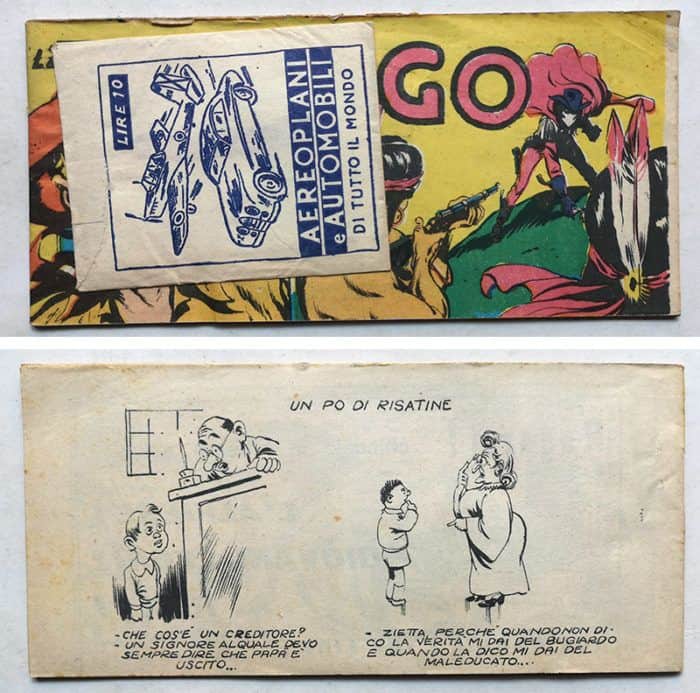 GO
LIRE 10
AEREOPLANI
e AUTOMOBILI
DI TUTTO IL MONDO
UN PO DI RISATINE
- CHE COS'È UN CREDITORE?
- UN SIGNORE ALQUALE DEVO
SEMPRE DIRE CHE PAPA È
USCITO...
- ZIETTA, PERCHÈ QUANDO NON DI-
CO LA VERITÀ MI DAI DEL BUGIARDO
E QUANDO LA DICO MI DAI DEL
MALEDUCATO....